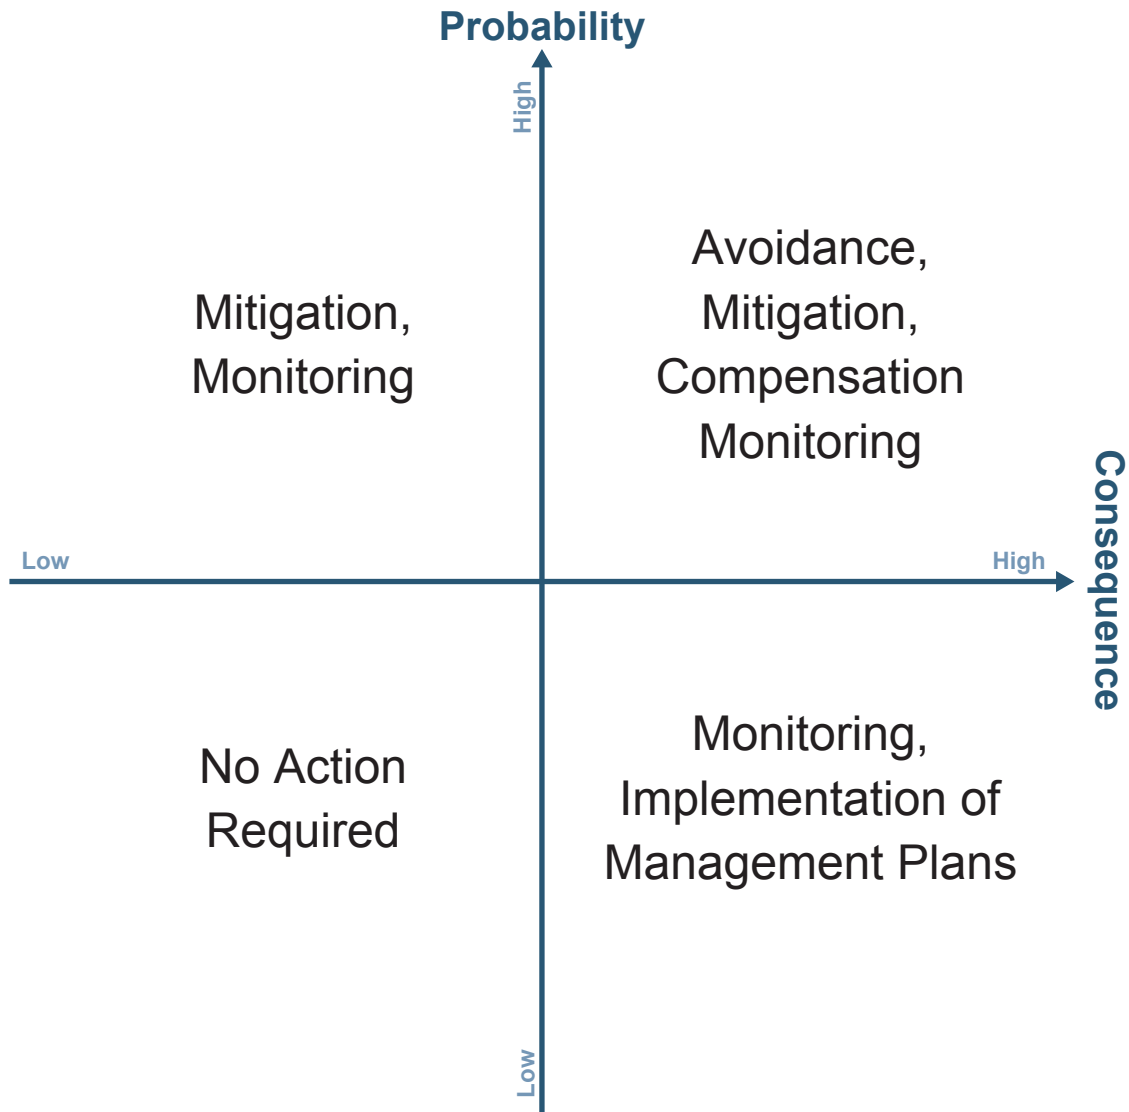 Probability
High
Mitigation,
Monitoring
Avoidance,
Mitigation,
Compensation
Monitoring
Low
High
Consequence
No Action
Required
Monitoring,
Implementation of
Management Plans
Low